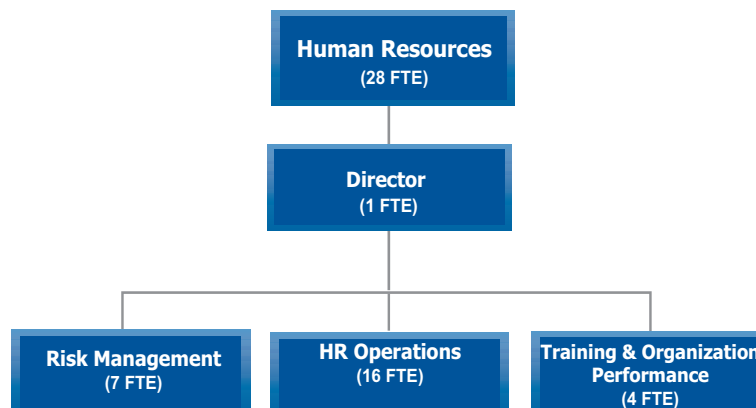 Human Resources
(28 FTE)
Director
(1 FTE)
Risk Management
(7 FTE)
HR Operations
(16 FTE)
Training & Organization
Performance
(4 FTE)